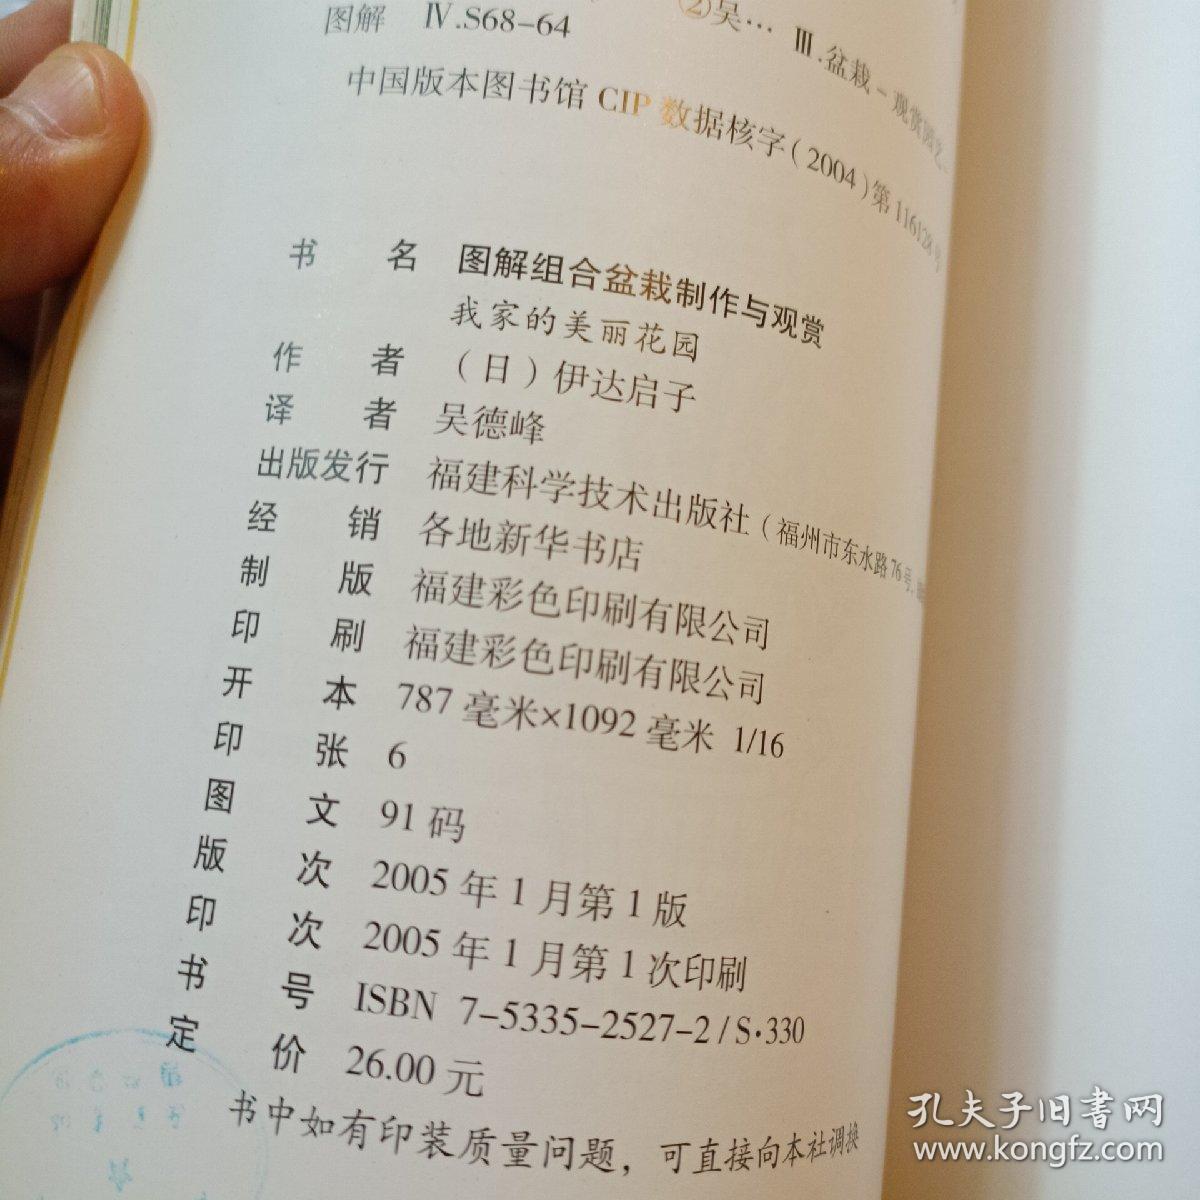 ②吴… Ⅲ.盆栽-观赏园艺-
图解 Ⅳ.S68-64
中国版本图书馆 CIP 数据核字(2004)第 116128 号
书 名 图解组合盆栽制作与观赏
我家的美丽花园
作 者 (日)伊达启子
译 者 吴德峰
出版发行 福建科学技术出版社(福州市东水路76号,
经 销 各地新华书店
制 版 福建彩色印刷有限公司
印 刷 福建彩色印刷有限公司
开 本 787 毫米×1092 毫米 1/16
印 张 6
图 文 91 码
版 次 2005 年 1 月第 1 版
印 次 2005 年 1 月第 1 次印刷
书 号 ISBN 7-5335-2527-2/S·330
定 价 26.00 元
书中如有印装质量问题,可直接向本社调换
孔夫子旧书网
www.kongfz.com